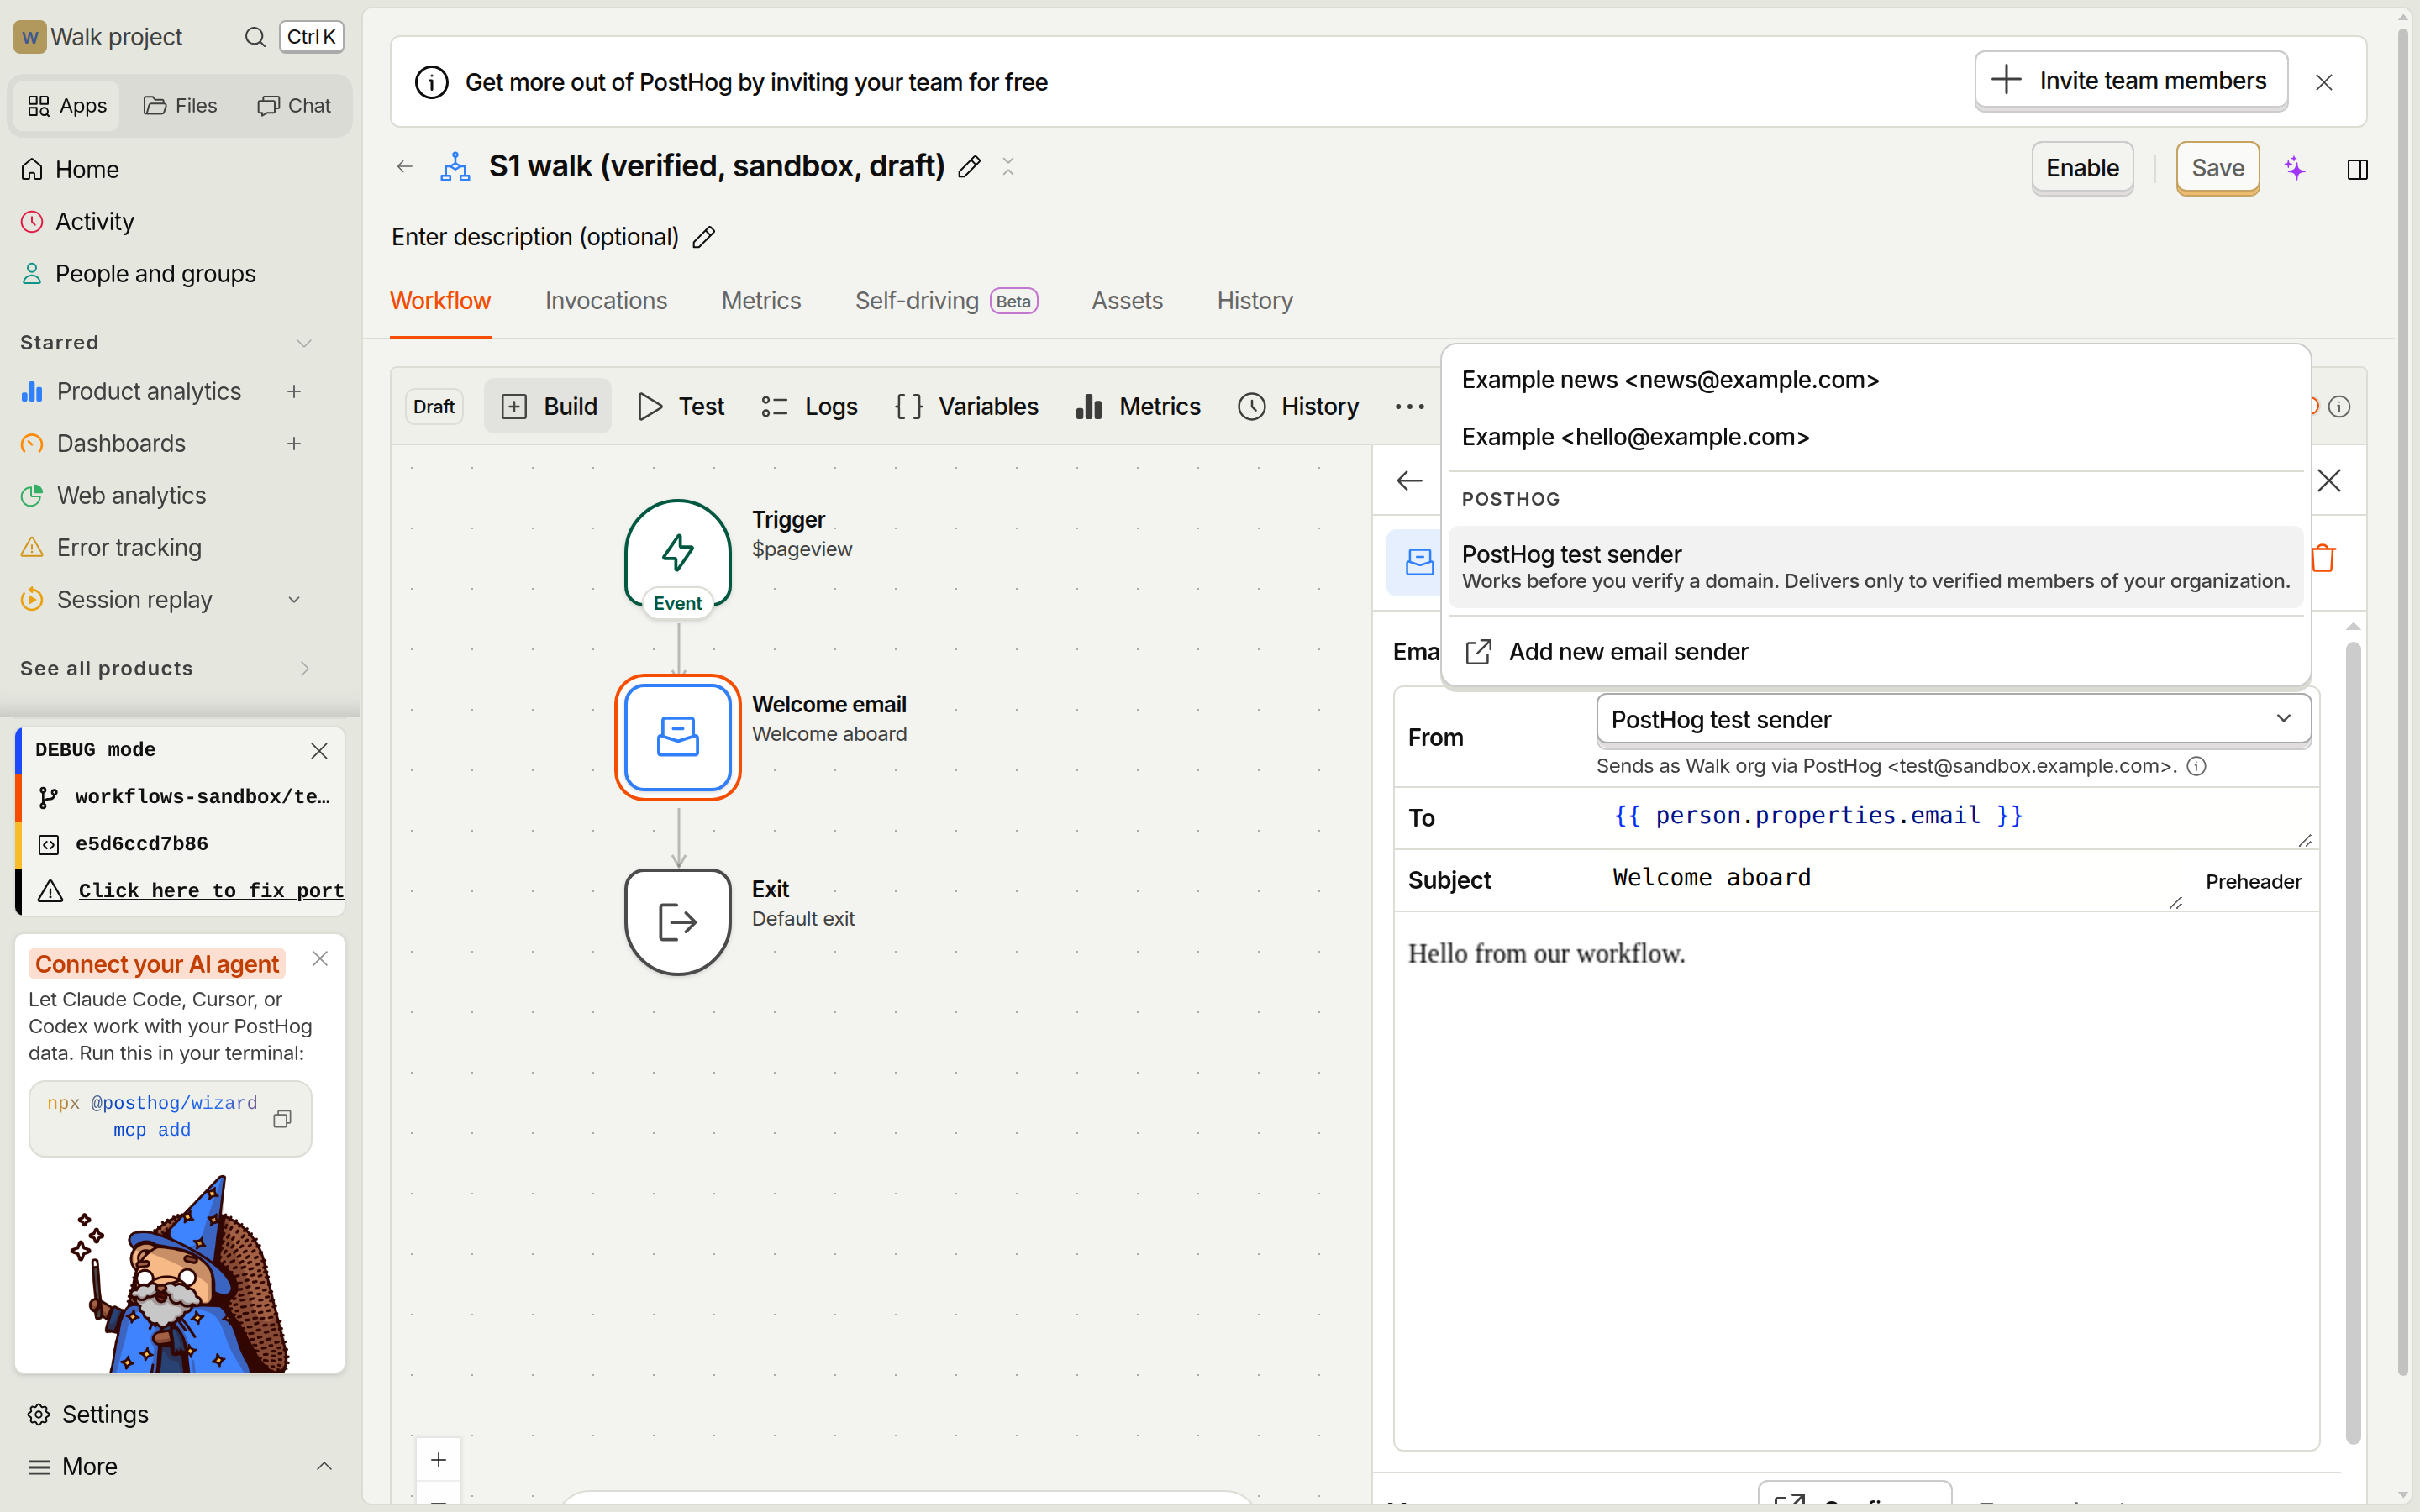 W Walk project Ctrl K
Apps Files Chat
Home
Activity
People and groups
Starred
Product analytics
Dashboards
Web analytics
Error tracking
Session replay
See all products
DEBUG mode
workflows-sandbox/te…
e5d6ccd7b86
Click here to fix port
Connect your AI agent
Let Claude Code, Cursor, or
Codex work with your PostHog
data. Run this in your terminal:
npx @posthog/wizard
mcp add
Settings
More
Get more out of PostHog by inviting your team for free
Invite team members
S1 walk (verified, sandbox, draft)
Enable
Save
Enter description (optional)
Workflow Invocations Metrics Self-driving Beta Assets History
Draft Build Test Logs Variables Metrics History
Trigger
$pageview
Event
Welcome email
Welcome aboard
Exit
Default exit
Example news <news@example.com>
Example <hello@example.com>
POSTHOG
PostHog test sender
Works before you verify a domain. Delivers only to verified members of your organization.
Add new email sender
From
PostHog test sender
Sends as Walk org via PostHog <test@sandbox.example.com>.
To
{{ person.properties.email }}
Subject
Welcome aboard
Preheader
Hello from our workflow.